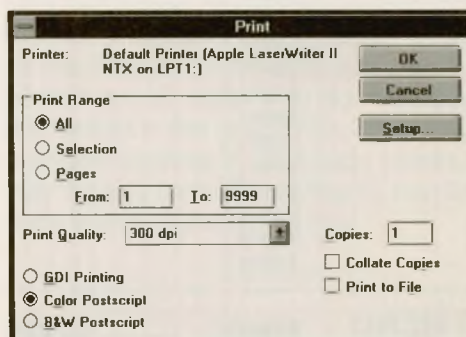 Print
Printer: Default Printer (Apple LaserWriter II
NTX on LPT1:)
OK
Cancel
Setup...
Print Range
All
Selection
Pages
From: 1 To: 9999
Print Quality: 300 dpi
Copies: 1
Collate Copies
Print to File
GDI Printing
Color Postscript
B&W Postscript